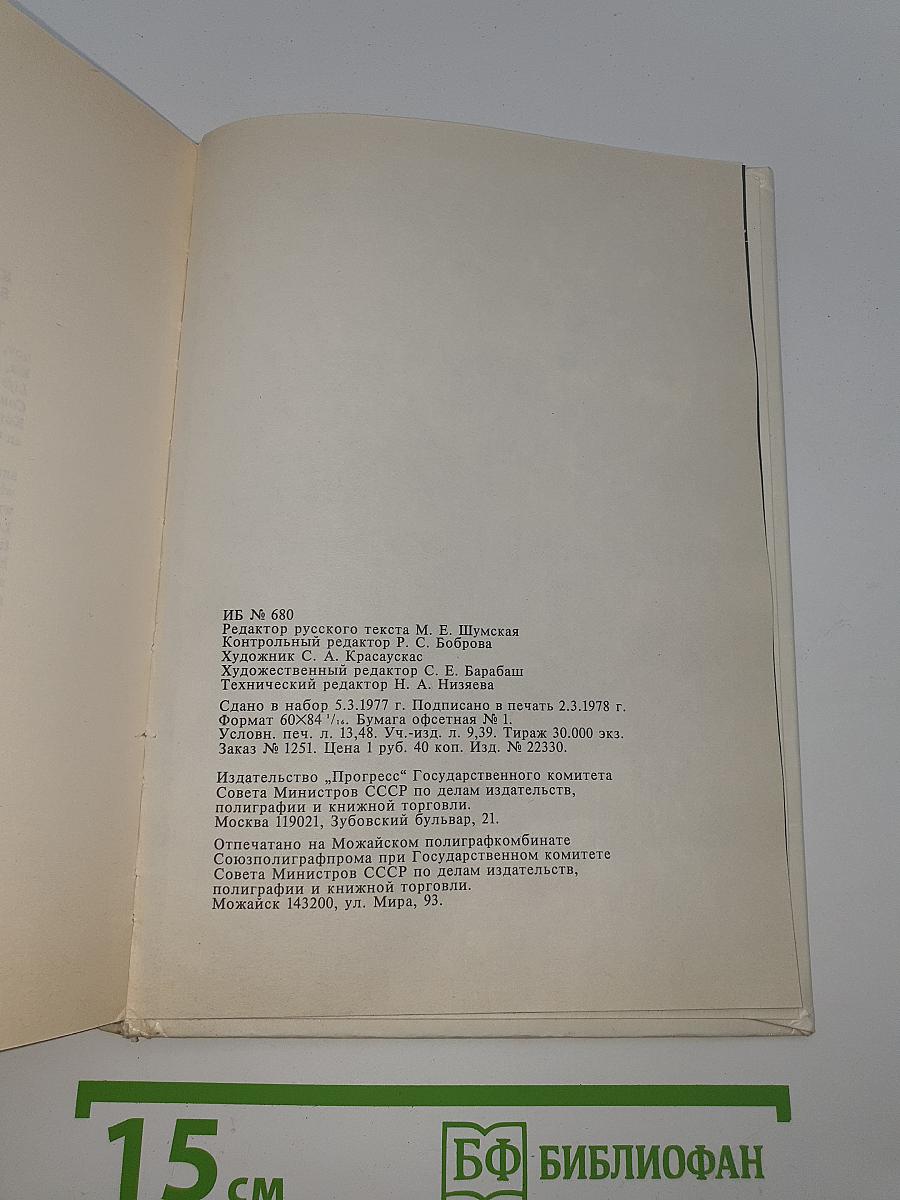 ИБ № 680
Редактор русского текста М. Е. Шумская
Контрольный редактор Р. С. Боброва
Художник С. А. Красаускас
Художественный редактор С. Е. Барабаш
Технический редактор Н. А. Низяева
Сдано в набор 5.3.1977 г. Подписано в печать 2.3.1978 г.
Формат 60×84 1/16. Бумага офсетная № 1.
Условн. печ. л. 13,48. Уч.-изд. л. 9,39. Тираж 30.000 экз.
Заказ № 1251. Цена 1 руб. 40 коп. Изд. № 22330.
Издательство „Прогресс“ Государственного комитета
Совета Министров СССР по делам издательств,
полиграфии и книжной торговли.
Москва 119021, Зубовский бульвар, 21.
Отпечатано на Можайском полиграфкомбинате
Союзполиграфпрома при Государственном комитете
Совета Министров СССР по делам издательств,
полиграфии и книжной торговли.
Можайск 143200, ул. Мира, 93.
15 см
БФ БИБЛИОФАН